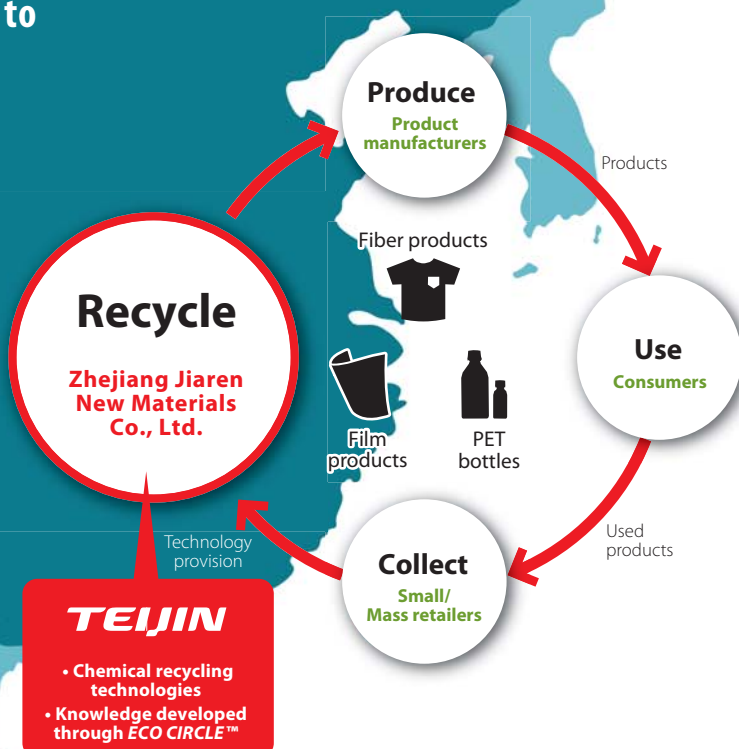 to
Produce
Product
manufacturers
Products
Fiber products
Recycle
Zhejiang Jiaren
New Materials
Co., Ltd.
Use
Consumers
Film
products
PET
bottles
Used
products
Technology
provision
Collect
Small/
Mass retailers
TEIJIN
• Chemical recycling
technologies
• Knowledge developed
through ECO CIRCLE™